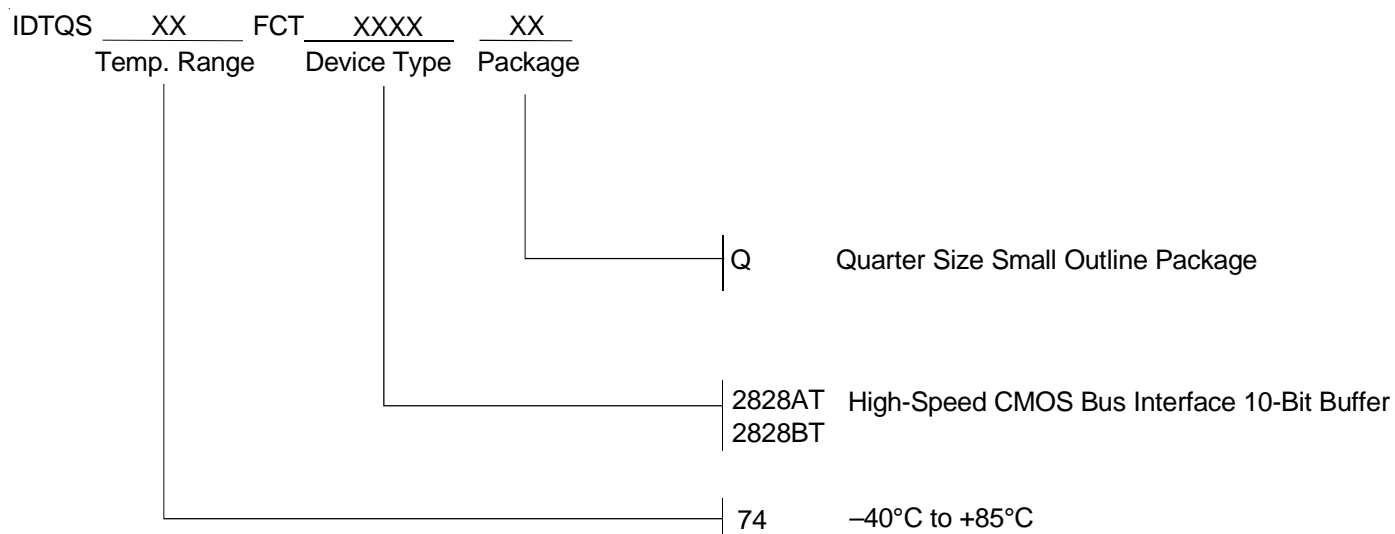 IDTQS XX FCT XXXX XX
Temp. Range Device Type Package
Q Quarter Size Small Outline Package
2828AT High-Speed CMOS Bus Interface 10-Bit Buffer
2828BT
74 –40°C to +85°C